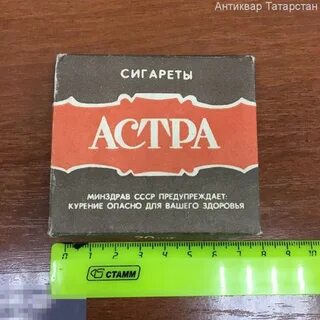 Антиквар Татарстан
СИГАРЕТЫ
АСТРА
МИНЗДРАВ СССР ПРЕДУПРЕЖДАЕТ:
КУРЕНИЕ ОПАСНО ДЛЯ ВАШЕГО ЗДОРОВЬЯ
0 1 2 3 4 5 6 7 8 9 10
СТАММ